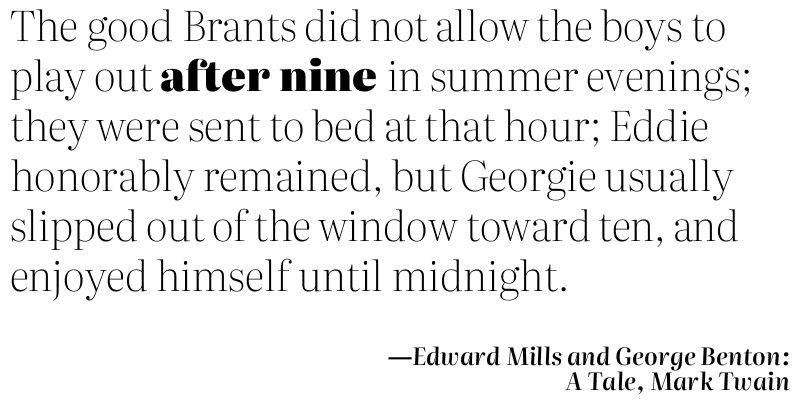 The good Brants did not allow the boys to
play out after nine in summer evenings;
they were sent to bed at that hour; Eddie
honorably remained, but Georgie usually
slipped out of the window toward ten, and
enjoyed himself until midnight.
—Edward Mills and George Benton:
A Tale, Mark Twain